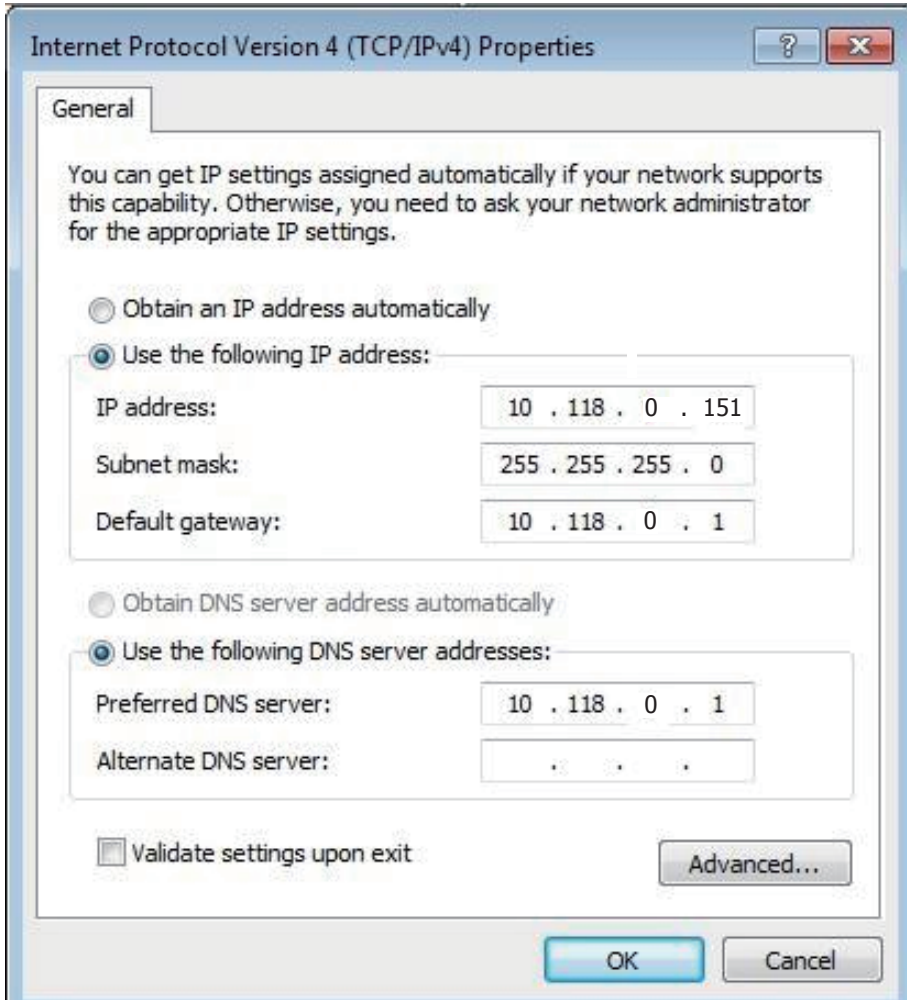 Internet Protocol Version 4 (TCP/IPv4) Properties
?
General
You can get IP settings assigned automatically if your network supports
this capability. Otherwise, you need to ask your network administrator
for the appropriate IP settings.
Obtain an IP address automatically
Use the following IP address:
IP address: 10 . 118 . 0 . 151
Subnet mask: 255 . 255 . 255 . 0
Default gateway: 10 . 118 . 0 . 1
Obtain DNS server address automatically
Use the following DNS server addresses:
Preferred DNS server: 10 . 118 . 0 . 1
Alternate DNS server: . . .
Validate settings upon exit
Advanced...
OK Cancel